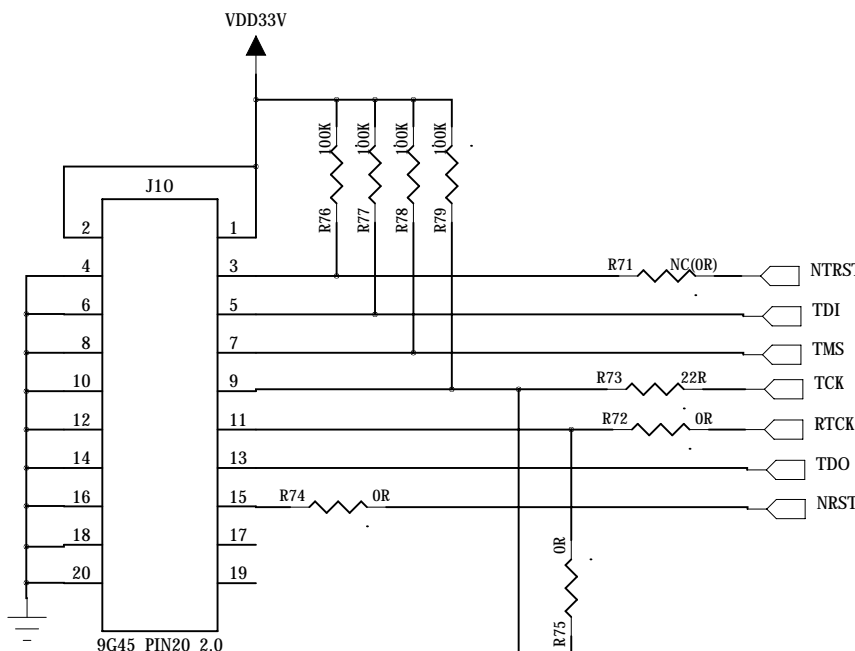 VDD33V
100K
100K
100K
100K
R76
R77
R78
R79
J10
2 1
4 3
6 5
8 7
10 9
12 11
14 13
16 15
18 17
20 19
R71 NC(0R) NTRST
TDI
TMS
R73 22R TCK
R72 0R RTCK
TDO
R74 0R NRST
0R
R75
9G45 PIN20 2.0